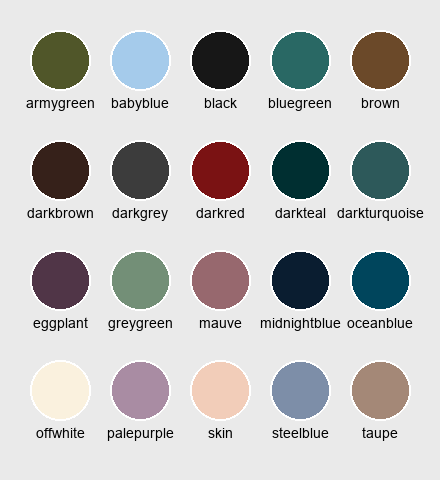 armygreen babyblue black bluegreen brown
darkbrown darkgrey darkred darkteal darkturquoise
eggplant greygreen mauve midnightblue oceanblue
offwhite palepurple skin steelblue taupe